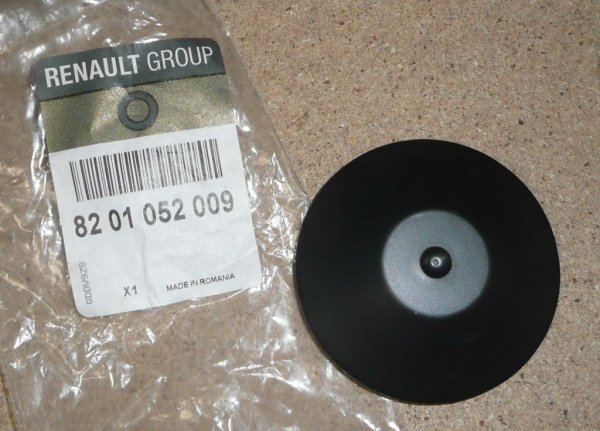 RENAULT GROUP
82 01 052 009
X1 MADE IN ROMANIA